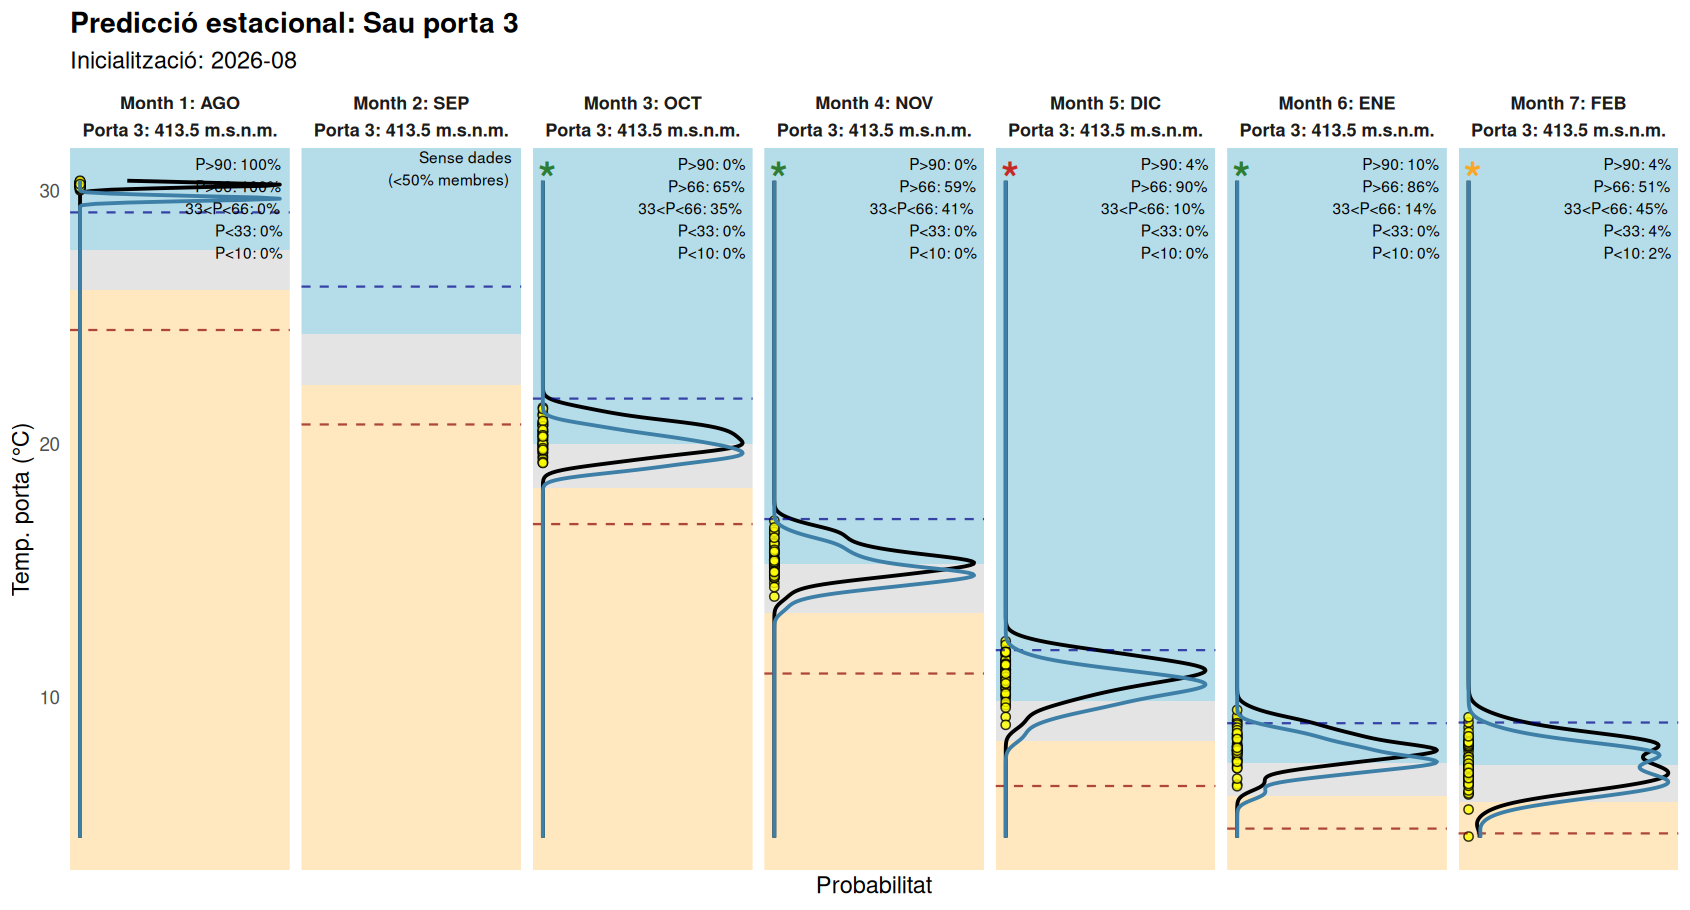 Predicció estacional: Sau porta 3
Inicialització: 2026-08
Month 1: AGO
Porta 3: 413.5 m.s.n.m.
Month 2: SEP
Porta 3: 413.5 m.s.n.m.
Month 3: OCT
Porta 3: 413.5 m.s.n.m.
Month 4: NOV
Porta 3: 413.5 m.s.n.m.
Month 5: DIC
Porta 3: 413.5 m.s.n.m.
Month 6: ENE
Porta 3: 413.5 m.s.n.m.
Month 7: FEB
Porta 3: 413.5 m.s.n.m.
Temp. porta (°C)
30
20
10
P>90: 100%
P>66: 100%
33<P<66: 0%
P<33: 0%
P<10: 0%
Sense dades
(<50% membres)
P>90: 0%
P>66: 65%
33<P<66: 35%
P<33: 0%
P<10: 0%
P>90: 0%
P>66: 59%
33<P<66: 41%
P<33: 0%
P<10: 0%
P>90: 4%
P>66: 90%
33<P<66: 10%
P<33: 0%
P<10: 0%
P>90: 10%
P>66: 86%
33<P<66: 14%
P<33: 0%
P<10: 0%
P>90: 4%
P>66: 51%
33<P<66: 45%
P<33: 4%
P<10: 2%
Probabilitat